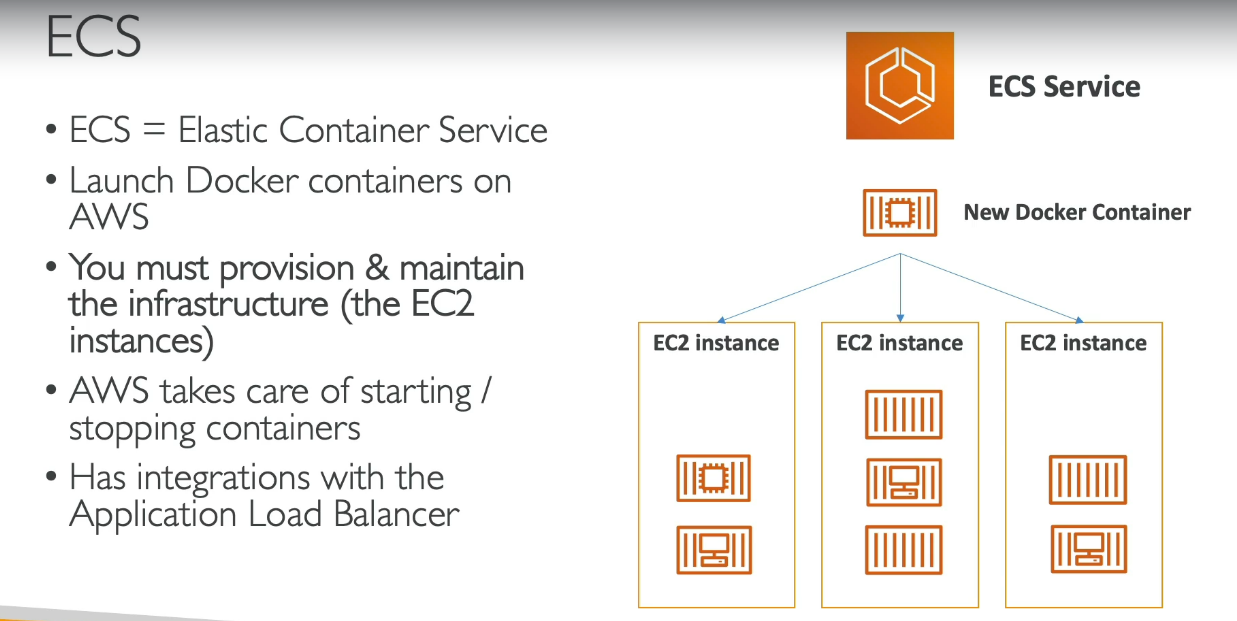 ECS
• ECS = Elastic Container Service
• Launch Docker containers on
AWS
• You must provision & maintain
the infrastructure (the EC2
instances)
• AWS takes care of starting /
stopping containers
• Has integrations with the
Application Load Balancer
ECS Service
New Docker Container
EC2 instance
EC2 instance
EC2 instance